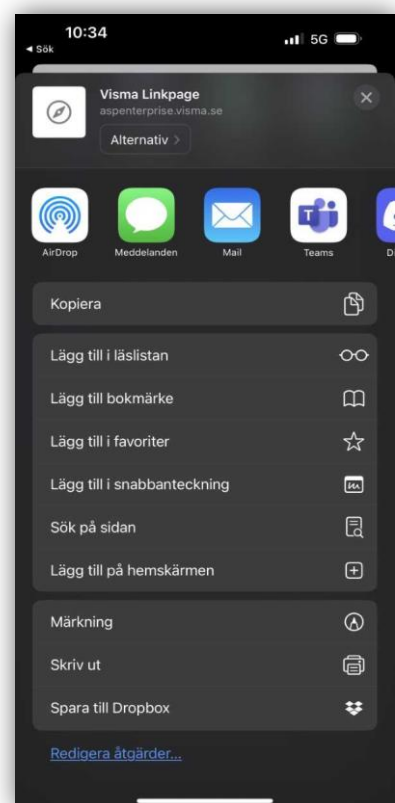 10:34
5G
◂ Sök
Visma Linkpage
aspenterprise.visma.se
Alternativ >
AirDrop
Meddelanden
Mail
Teams
Di
Kopiera
Lägg till i läslistan
Lägg till bokmärke
Lägg till i favoriter
Lägg till i snabbanteckning
Sök på sidan
Lägg till på hemskärmen
Märkning
Skriv ut
Spara till Dropbox
Redigera åtgärder...